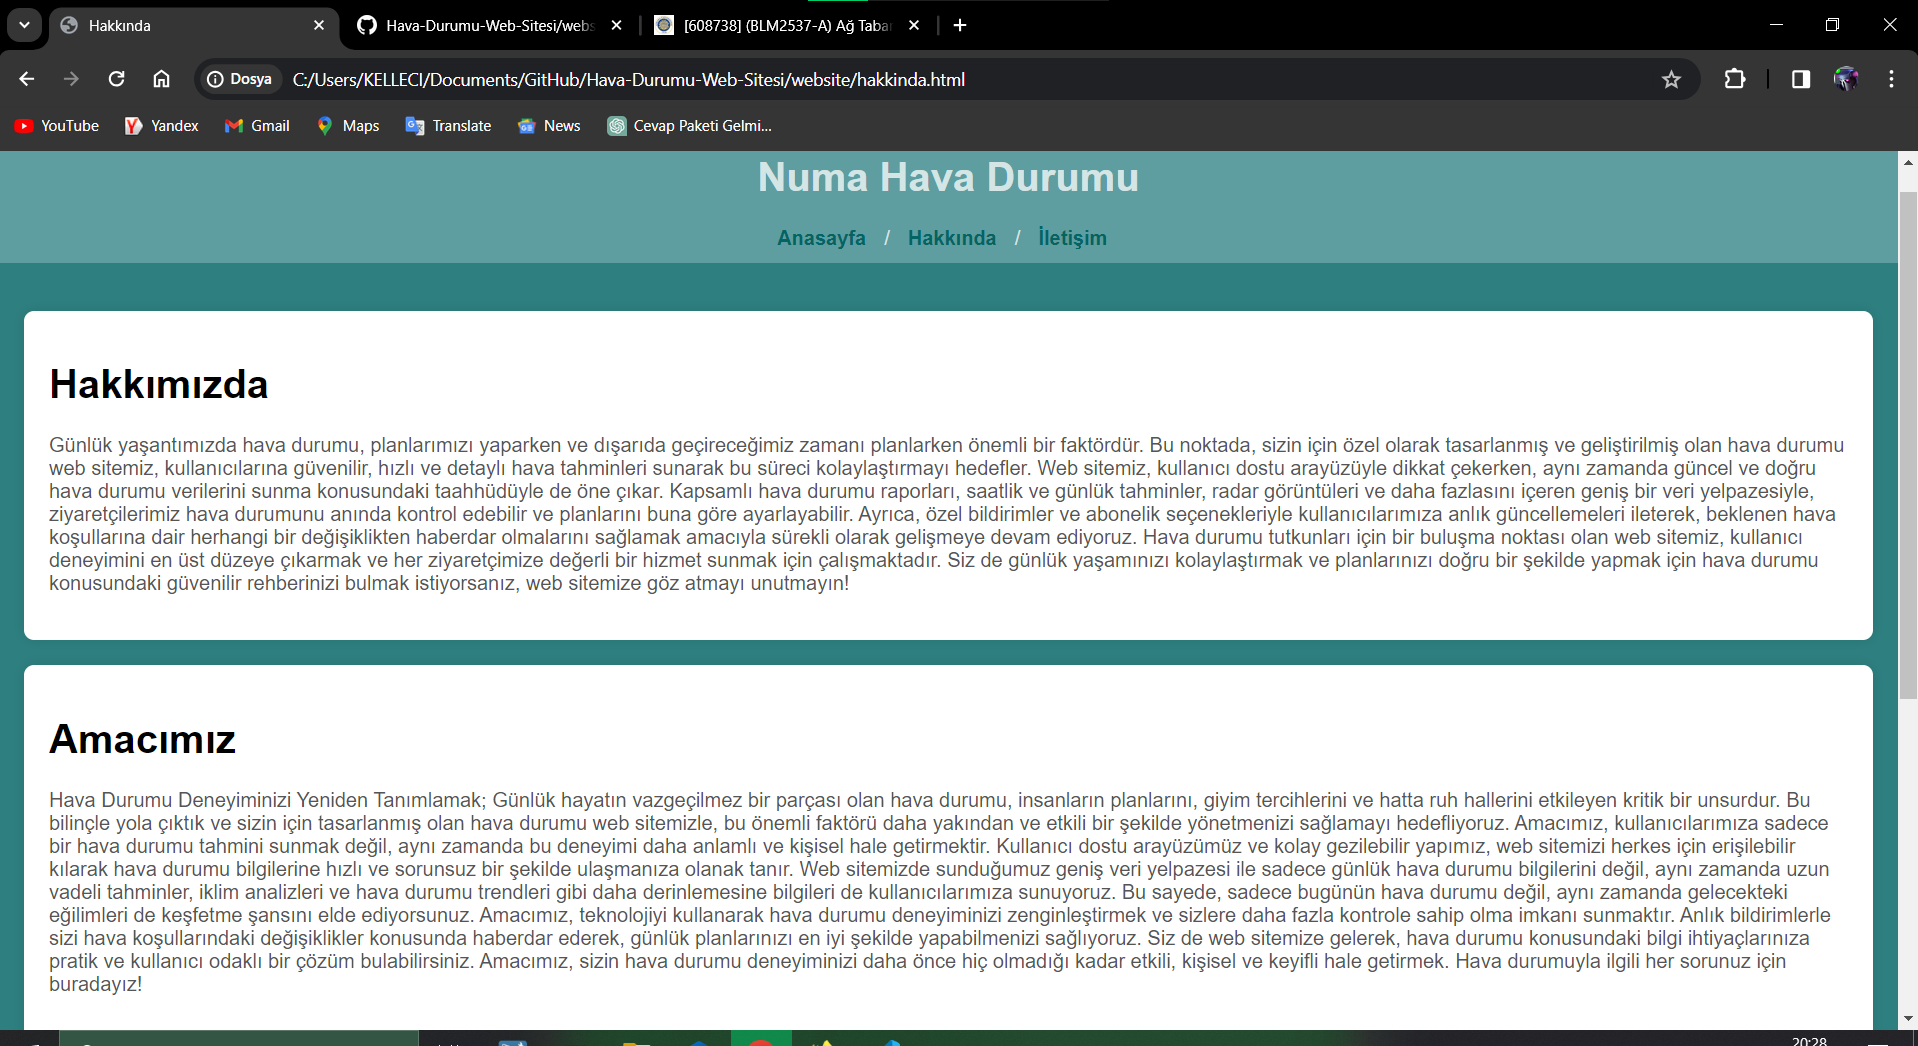 Hakkında
Hava-Durumu-Web-Sitesi/webs
[608738] (BLM2537-A) Ağ Taba
Dosya
C:/Users/KELLECI/Documents/GitHub/Hava-Durumu-Web-Sitesi/website/hakkinda.html
YouTube
Yandex
Gmail
Maps
Translate
News
Cevap Paketi Gelmi...
Numa Hava Durumu
Anasayfa / Hakkında / İletişim
Hakkımızda
Günlük yaşantımızda hava durumu, planlarımızı yaparken ve dışarıda geçireceğimiz zamanı planlarken önemli bir faktördür. Bu noktada, sizin için özel olarak tasarlanmış ve geliştirilmiş olan hava durumu
web sitemiz, kullanıcılarına güvenilir, hızlı ve detaylı hava tahminleri sunarak bu süreci kolaylaştırmayı hedefler. Web sitemiz, kullanıcı dostu arayüzüyle dikkat çekerken, aynı zamanda güncel ve doğru
hava durumu verilerini sunma konusundaki taahhüdüyle de öne çıkar. Kapsamlı hava durumu raporları, saatlik ve günlük tahminler, radar görüntüleri ve daha fazlasını içeren geniş bir veri yelpazesiyle,
ziyaretçilerimiz hava durumunu anında kontrol edebilir ve planlarını buna göre ayarlayabilir. Ayrıca, özel bildirimler ve abonelik seçenekleriyle kullanıcılarımıza anlık güncellemeleri ileterek, beklenen hava
koşullarına dair herhangi bir değişiklikten haberdar olmalarını sağlamak amacıyla sürekli olarak gelişmeye devam ediyoruz. Hava durumu tutkunları için bir buluşma noktası olan web sitemiz, kullanıcı
deneyimini en üst düzeye çıkarmak ve her ziyaretçimize değerli bir hizmet sunmak için çalışmaktadır. Siz de günlük yaşamınızı kolaylaştırmak ve planlarınızı doğru bir şekilde yapmak için hava durumu
konusundaki güvenilir rehberinizi bulmak istiyorsanız, web sitemize göz atmayı unutmayın!
Amacımız
Hava Durumu Deneyiminizi Yeniden Tanımlamak; Günlük hayatın vazgeçilmez bir parçası olan hava durumu, insanların planlarını, giyim tercihlerini ve hatta ruh hallerini etkileyen kritik bir unsurdur. Bu
bilinçle yola çıktık ve sizin için tasarlanmış olan hava durumu web sitemizle, bu önemli faktörü daha yakından ve etkili bir şekilde yönetmenizi sağlamayı hedefliyoruz. Amacımız, kullanıcılarımıza sadece
bir hava durumu tahmini sunmak değil, aynı zamanda bu deneyimi daha anlamlı ve kişisel hale getirmektir. Kullanıcı dostu arayüzümüz ve kolay gezilebilir yapımız, web sitemizi herkes için erişilebilir
kılarak hava durumu bilgilerine hızlı ve sorunsuz bir şekilde ulaşmanıza olanak tanır. Web sitemizde sunduğumuz geniş veri yelpazesi ile sadece günlük hava durumu bilgilerini değil, aynı zamanda uzun
vadeli tahminler, iklim analizleri ve hava durumu trendleri gibi daha derinlemesine bilgileri de kullanıcılarımıza sunuyoruz. Bu sayede, sadece bugünün hava durumu değil, aynı zamanda gelecekteki
eğilimleri de keşfetme şansını elde ediyorsunuz. Amacımız, teknolojiyi kullanarak hava durumu deneyiminizi zenginleştirmek ve sizlere daha fazla kontrole sahip olma imkanı sunmaktır. Anlık bildirimlerle
sizi hava koşullarındaki değişiklikler konusunda haberdar ederek, günlük planlarınızı en iyi şekilde yapabilmenizi sağlıyoruz. Siz de web sitemize gelerek, hava durumu konusundaki bilgi ihtiyaçlarınıza
pratik ve kullanıcı odaklı bir çözüm bulabilirsiniz. Amacımız, sizin hava durumu deneyiminizi daha önce hiç olmadığı kadar etkili, kişisel ve keyifli hale getirmek. Hava durumuyla ilgili her sorunuz için
buradayız!
20:28